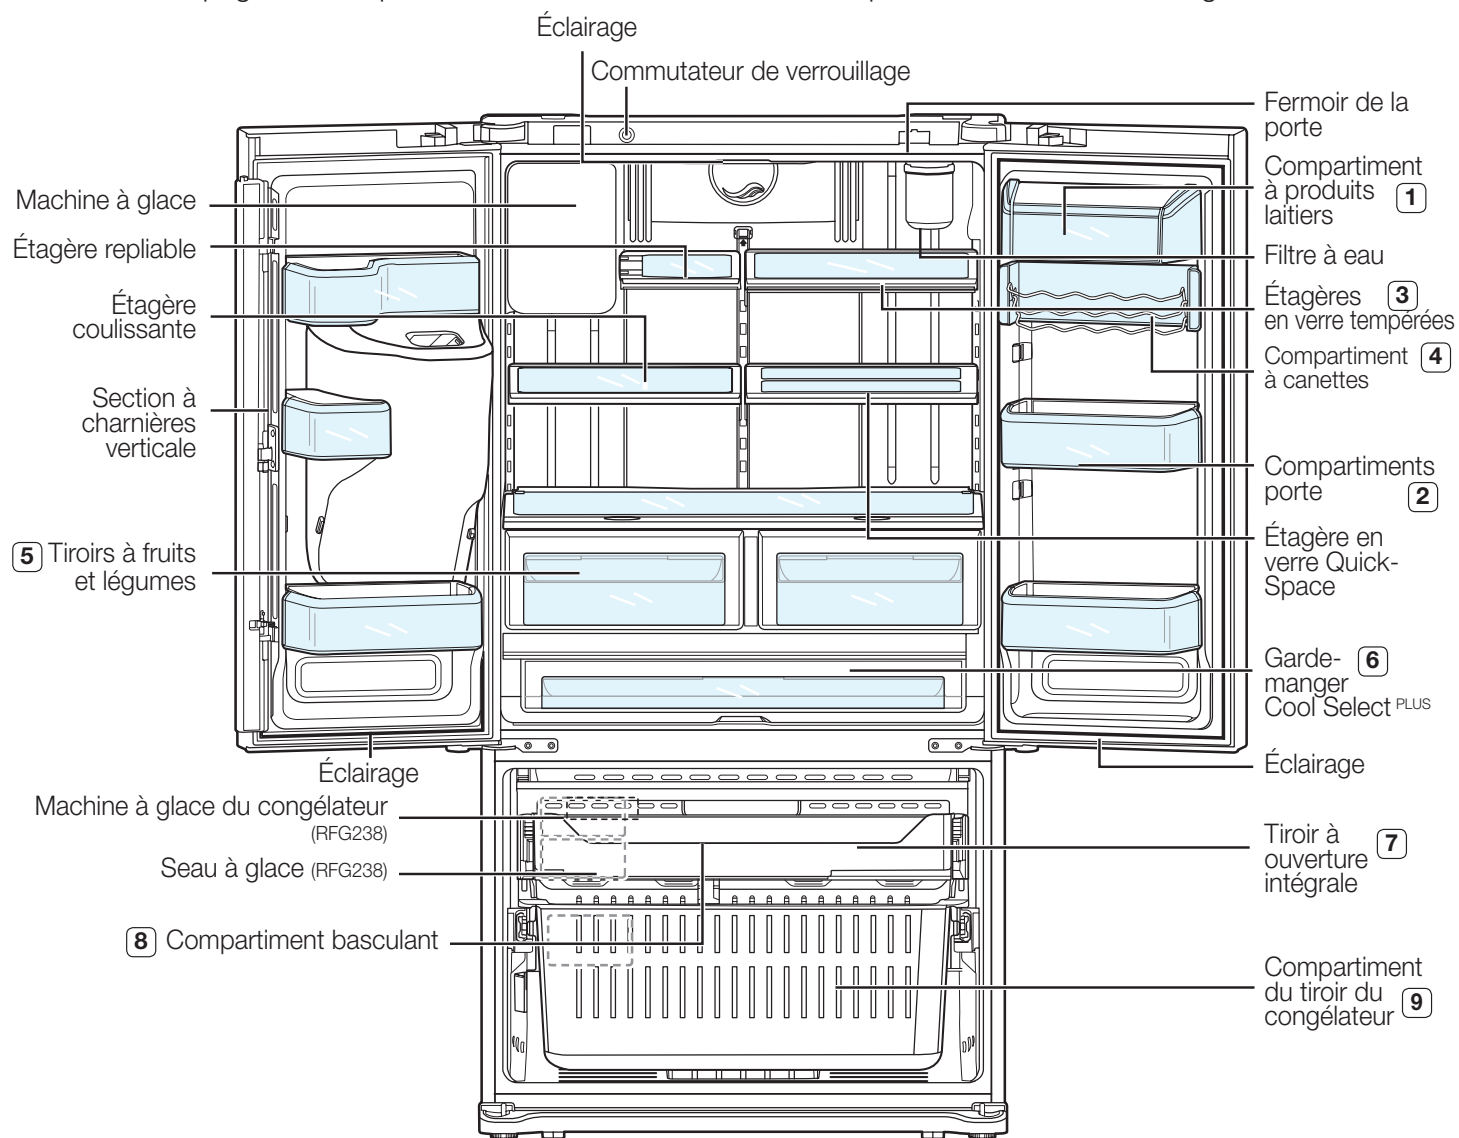 Éclairage
Commutateur de verrouillage
Fermoir de la
porte
Compartiment
à produits 1
laitiers
Machine à glace
Étagère repliable
Filtre à eau
Étagère
coulissante
Étagères 3
en verre tempérées
Compartiment 4
à canettes
Section à
charnières
verticale
Compartiments
porte 2
5 Tiroirs à fruits
et légumes
Étagère en
verre Quick-
Space
Garde- 6
manger
Cool Select PLUS
Éclairage
Éclairage
Machine à glace du congélateur
(RFG238)
Seau à glace (RFG238)
Tiroir à
ouverture 7
intégrale
8 Compartiment basculant
Compartiment
du tiroir du
congélateur 9